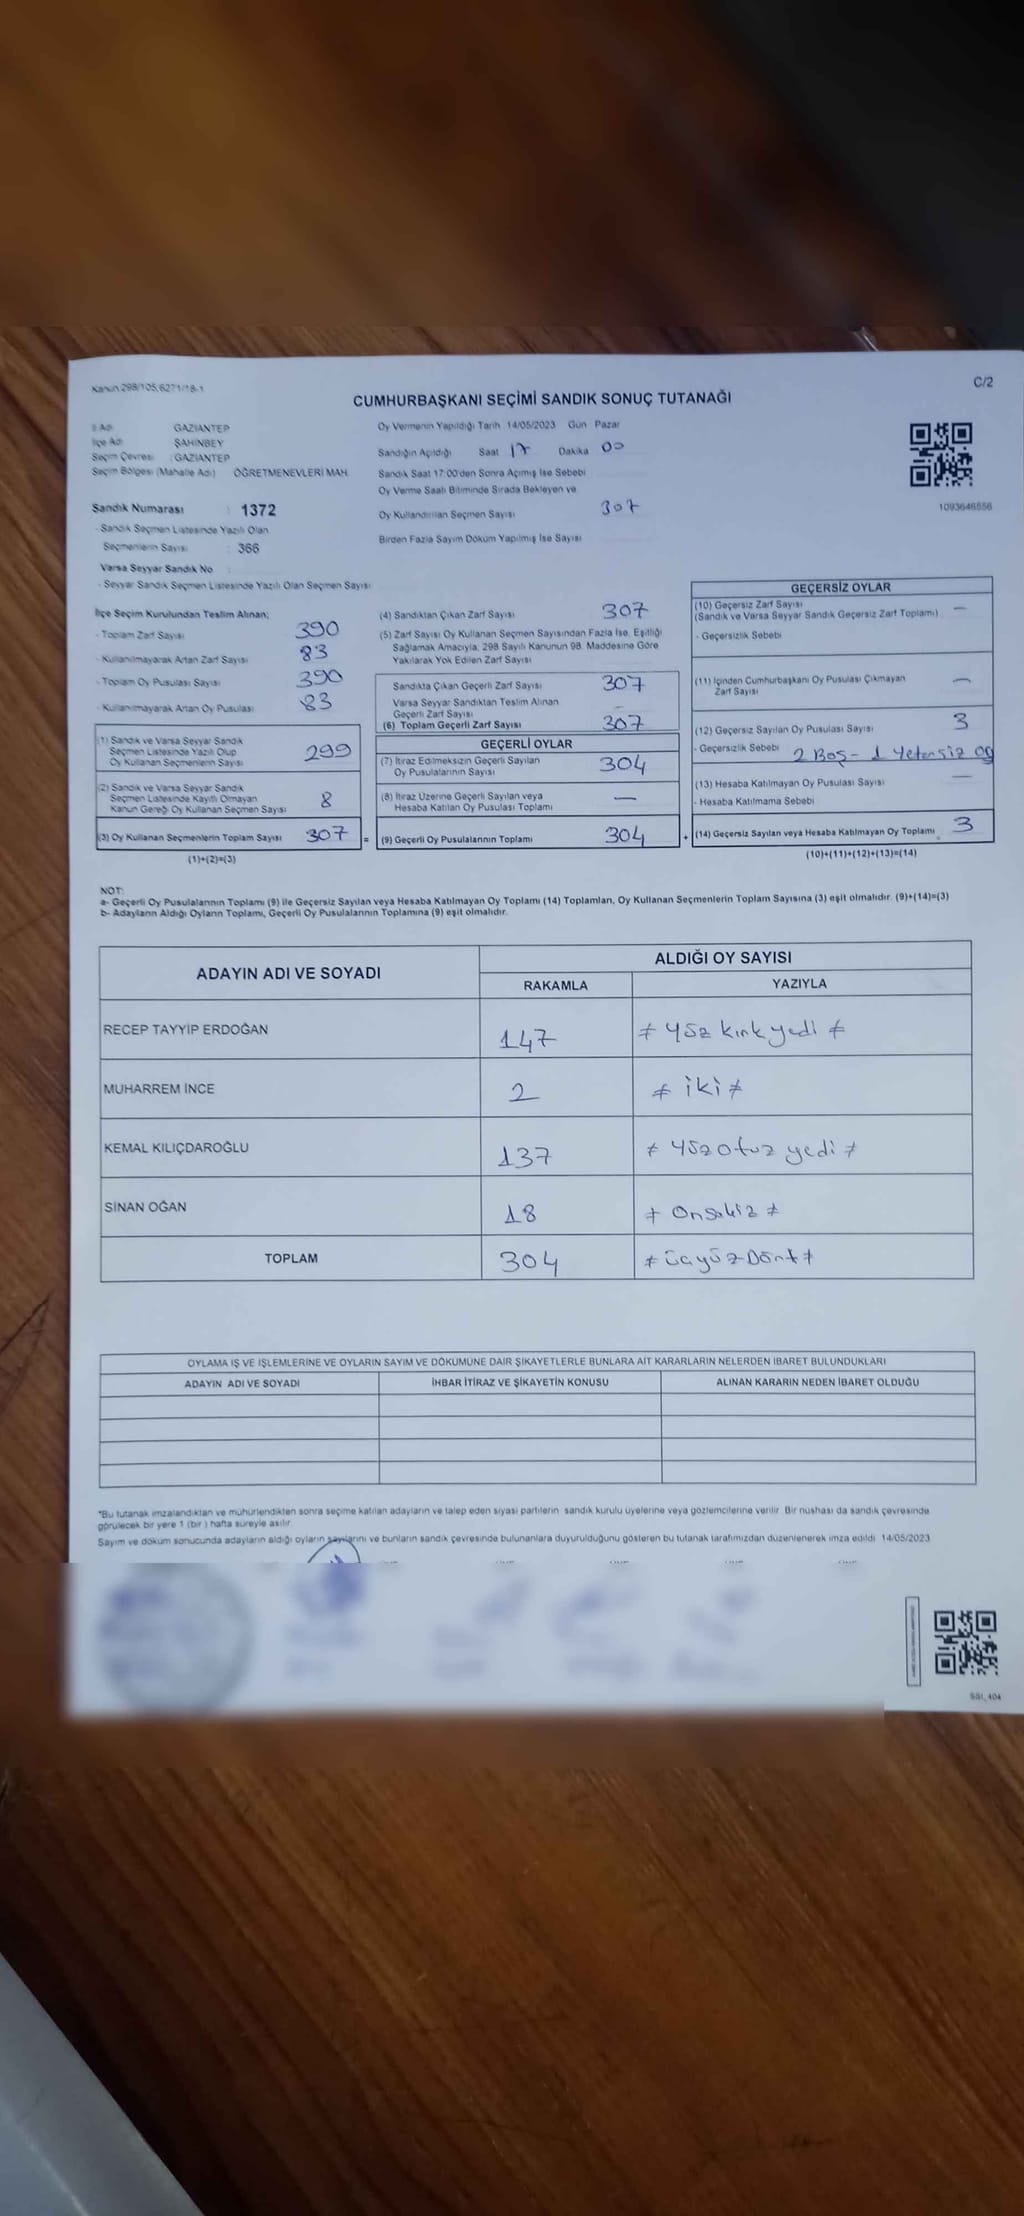 Kanun 298/105;6271/18-1
C/2
CUMHURBAŞKANI SEÇİMİ SANDIK SONUÇ TUTANAĞI
İl Adı GAZİANTEP
İlçe Adı ŞAHİNBEY
Seçim Çevresi : GAZİANTEP
Seçim Bölgesi (Mahalle Adı) ÖĞRETMENEVLERİ MAH.
Sandık Numarası : 1372
- Sandık Seçmen Listesinde Yazılı Olan
Seçmenlerin Sayısı : 366
Varsa Seyyar Sandık No
- Seyyar Sandık Seçmen Listesinde Yazılı Olan Seçmen Sayısı
Oy Vermenin Yapıldığı Tarih 14/05/2023 Gün Pazar
Sandığın Açıldığı Saat 17 Dakika 00
Sandık Saat 17:00'den Sonra Açımış İse Sebebi
Oy Verme Saati Bitiminde Sırada Bekleyen ve
Oy Kullandırılan Seçmen Sayısı 307
Birden Fazla Sayım Döküm Yapılmış İse Sayısı
1093646556
İlçe Seçim Kurulundan Teslim Alınan;
- Toplam Zarf Sayısı 390
- Kullanılmayarak Artan Zarf Sayısı 83
- Toplam Oy Pusulası Sayısı 390
- Kullanılmayarak Artan Oy Pusulası 83
(1) Sandık ve Varsa Seyyar Sandık
Seçmen Listesinde Yazılı Olup
Oy Kullanan Seçmenlerin Sayısı 299
(2) Sandık ve Varsa Seyyar Sandık
Seçmen Listesinde Kayıtlı Olmayan
Kanun Gereği Oy Kullanan Seçmen Sayısı 8
(3) Oy Kullanan Seçmenlerin Toplam Sayısı 307 =
(1)+(2)=(3)
(4) Sandıktan Çıkan Zarf Sayısı 307
(5) Zarf Sayısı Oy Kullanan Seçmen Sayısından Fazla İse, Eşitliği
Sağlamak Amacıyla, 298 Sayılı Kanunun 98. Maddesine Göre
Yakılarak Yok Edilen Zarf Sayısı
Sandıkta Çıkan Geçerli Zarf Sayısı 307
Varsa Seyyar Sandıktan Teslim Alınan
Geçerli Zarf Sayısı -
(6) Toplam Geçerli Zarf Sayısı 307
GEÇERLİ OYLAR
(7) İtiraz Edilmeksizin Geçerli Sayılan
Oy Pusulalarının Sayısı 304
(8) İtiraz Üzerine Geçerli Sayılan veya
Hesaba Katılan Oy Pusulası Toplamı —
(9) Geçerli Oy Pusulalarının Toplamı 304 +
GEÇERSİZ OYLAR
(10) Geçersiz Zarf Sayısı
(Sandık ve Varsa Seyyar Sandık Geçersiz Zarf Toplamı) —
- Geçersizlik Sebebi
(11) İçinden Cumhurbaşkanı Oy Pusulası Çıkmayan
Zarf Sayısı —
(12) Geçersiz Sayılan Oy Pusulası Sayısı 3
- Geçersizlik Sebebi 2 Boş - 1 Yetersiz oy
(13) Hesaba Katılmayan Oy Pusulası Sayısı —
- Hesaba Katılmama Sebebi
(14) Geçersiz Sayılan veya Hesaba Katılmayan Oy Toplamı 3
(10)+(11)+(12)+(13)=(14)
NOT:
a- Geçerli Oy Pusulalarının Toplamı (9) ile Geçersiz Sayılan veya Hesaba Katılmayan Oy Toplamı (14) Toplamları, Oy Kullanan Seçmenlerin Toplam Sayısına (3) eşit olmalıdır. (9)+(14)=(3)
b- Adayların Aldığı Oyların Toplamı, Geçerli Oy Pusulalarının Toplamına (9) eşit olmalıdır.
ADAYIN ADI VE SOYADI ALDIĞI OY SAYISI
RAKAMLA YAZIYLA
RECEP TAYYİP ERDOĞAN 147 ≠ Yüz kırk yedi ≠
MUHARREM İNCE 2 ≠ iki ≠
KEMAL KILIÇDAROĞLU 137 ≠ Yüz otuz yedi ≠
SİNAN OĞAN 18 ≠ Onsekiz ≠
TOPLAM 304 ≠ üçyüz Dört ≠
OYLAMA İŞ VE İŞLEMLERİNE VE OYLARIN SAYIM VE DÖKÜMÜNE DAİR ŞİKAYETLERLE BUNLARA AİT KARARLARIN NELERDEN İBARET BULUNDUKLARI
ADAYIN ADI VE SOYADI İHBAR İTİRAZ VE ŞİKAYETİN KONUSU ALINAN KARARIN NEDEN İBARET OLDUĞU
*Bu tutanak imzalandıktan ve mühürlendikten sonra seçime katılan adayların ve talep eden siyasi partilerin sandık kurulu üyelerine veya gözlemcilerine verilir. Bir nüshası da sandık çevresinde
görülecek bir yere 1 (bir) hafta süreyle asılır.
Sayım ve döküm sonucunda adayların aldığı oyların sayılarını ve bunların sandık çevresinde bulunanlara duyurulduğunu gösteren bu tutanak tarafımızdan düzenlenerek imza edildi. 14/05/2023